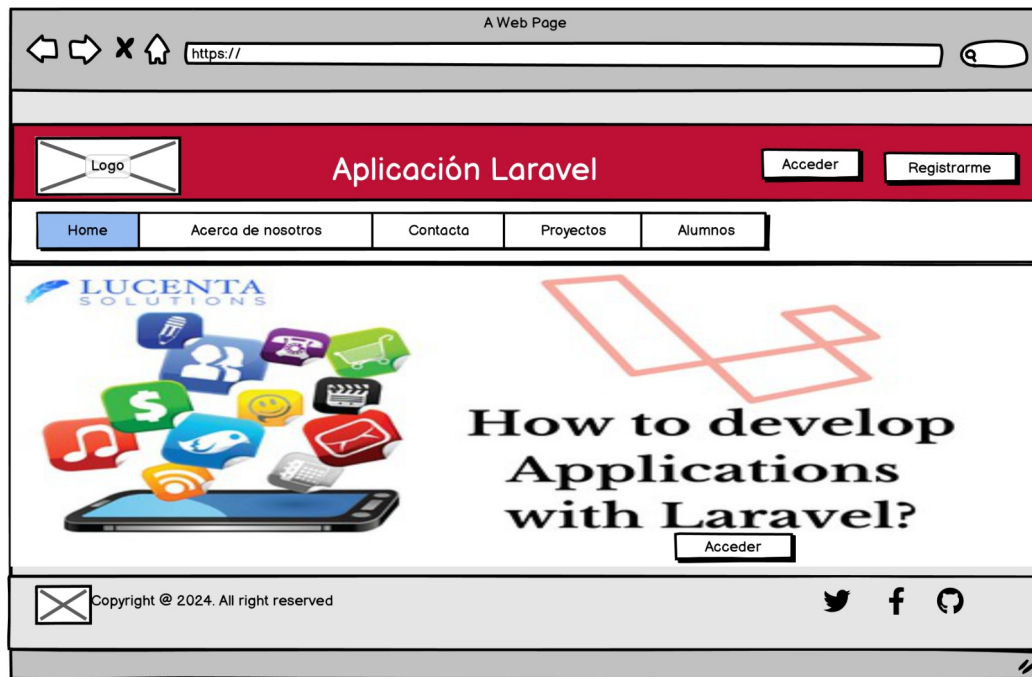 A Web Page
https://
Logo
Aplicación Laravel
Acceder
Registrarme
Home
Acerca de nosotros
Contacta
Proyectos
Alumnos
LUCENTA
SOLUTIONS
$
How to develop
Applications
with Laravel?
Acceder
Copyright @ 2024. All right reserved